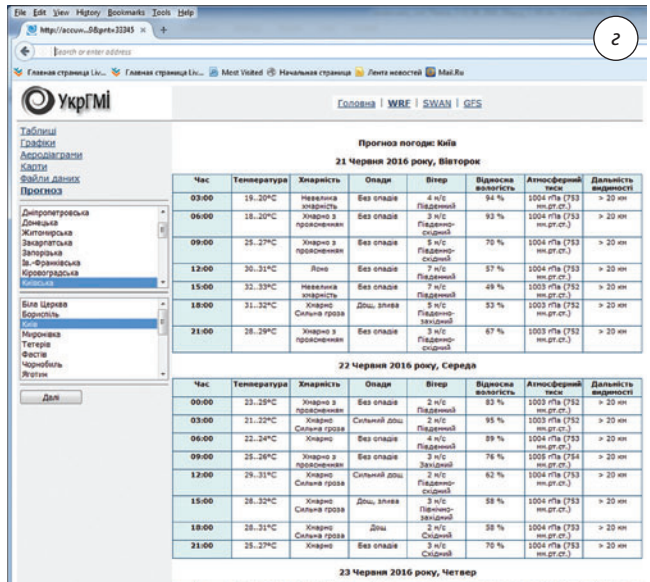 File Edit View History Bookmarks Tools Help
http://accuw...9&pnt=33345 × +
г
Search or enter address
Главная страница Liv... Главная страница Liv... Most Visited Начальная страница Лента новостей Mail.Ru
УкрГМІ
Головна | WRF | SWAN | GFS
Таблиці
Графіки
Аеродіаграми
Карти
Файли даних
Прогноз
Дніпропетровська
Донецька
Житомирська
Закарпатська
Запорізька
Ів.-Франківська
Кіровоградська
Київська
Біла Церква
Бориспіль
Київ
Миронівка
Тетерів
Фастів
Чорнобиль
Яготин
Далі
Прогноз погоди: Київ
21 Червня 2016 року, Вівторок
Час Температура Хмарність Опади Вітер Відносна вологість Атмосферний тиск Дальність видимості
03:00 19..20°C Невелика хмарність Без опадів 4 м/с Південний 94 % 1004 гПа (753 мм.рт.ст.) > 20 км
06:00 18..20°C Хмарно з проясненням Без опадів 3 м/с Південно-східний 93 % 1004 гПа (753 мм.рт.ст.) > 20 км
09:00 25..27°C Хмарно з проясненням Без опадів 5 м/с Південно-східний 70 % 1004 гПа (753 мм.рт.ст.) > 20 км
12:00 30..31°C Ясно Без опадів 7 м/с Південний 57 % 1004 гПа (753 мм.рт.ст.) > 20 км
15:00 32..33°C Невелика хмарність Без опадів 7 м/с Південний 49 % 1003 гПа (752 мм.рт.ст.) > 20 км
18:00 31..32°C Хмарно Сильна гроза Дощ, злива 5 м/с Південно-західний 53 % 1003 гПа (752 мм.рт.ст.) > 20 км
21:00 28..29°C Хмарно з проясненням Без опадів 3 м/с Південно-східний 67 % 1003 гПа (752 мм.рт.ст.) > 20 км
22 Червня 2016 року, Середа
Час Температура Хмарність Опади Вітер Відносна вологість Атмосферний тиск Дальність видимості
00:00 23..25°C Хмарно з проясненням Без опадів 2 м/с Південний 83 % 1003 гПа (752 мм.рт.ст.) > 20 км
03:00 21..22°C Хмарно Сильна гроза Сильний дощ 2 м/с Південний 95 % 1003 гПа (752 мм.рт.ст.) > 20 км
06:00 22..24°C Хмарно Без опадів 4 м/с Південний 89 % 1004 гПа (753 мм.рт.ст.) > 20 км
09:00 25..26°C Хмарно з проясненням Без опадів 3 м/с Західний 76 % 1005 гПа (754 мм.рт.ст.) > 20 км
12:00 29..31°C Хмарно Сильна гроза Сильний дощ 2 м/с Південно-східний 62 % 1004 гПа (753 мм.рт.ст.) > 20 км
15:00 28..32°C Хмарно Сильна гроза Дощ, злива 3 м/с Північно-західний 58 % 1004 гПа (753 мм.рт.ст.) > 20 км
18:00 28..31°C Хмарно Сильна гроза Дощ 2 м/с Східний 58 % 1004 гПа (753 мм.рт.ст.) > 20 км
21:00 25..27°C Хмарно Без опадів 3 м/с Східний 70 % 1004 гПа (753 мм.рт.ст.) > 20 км
23 Червня 2016 року, Четвер